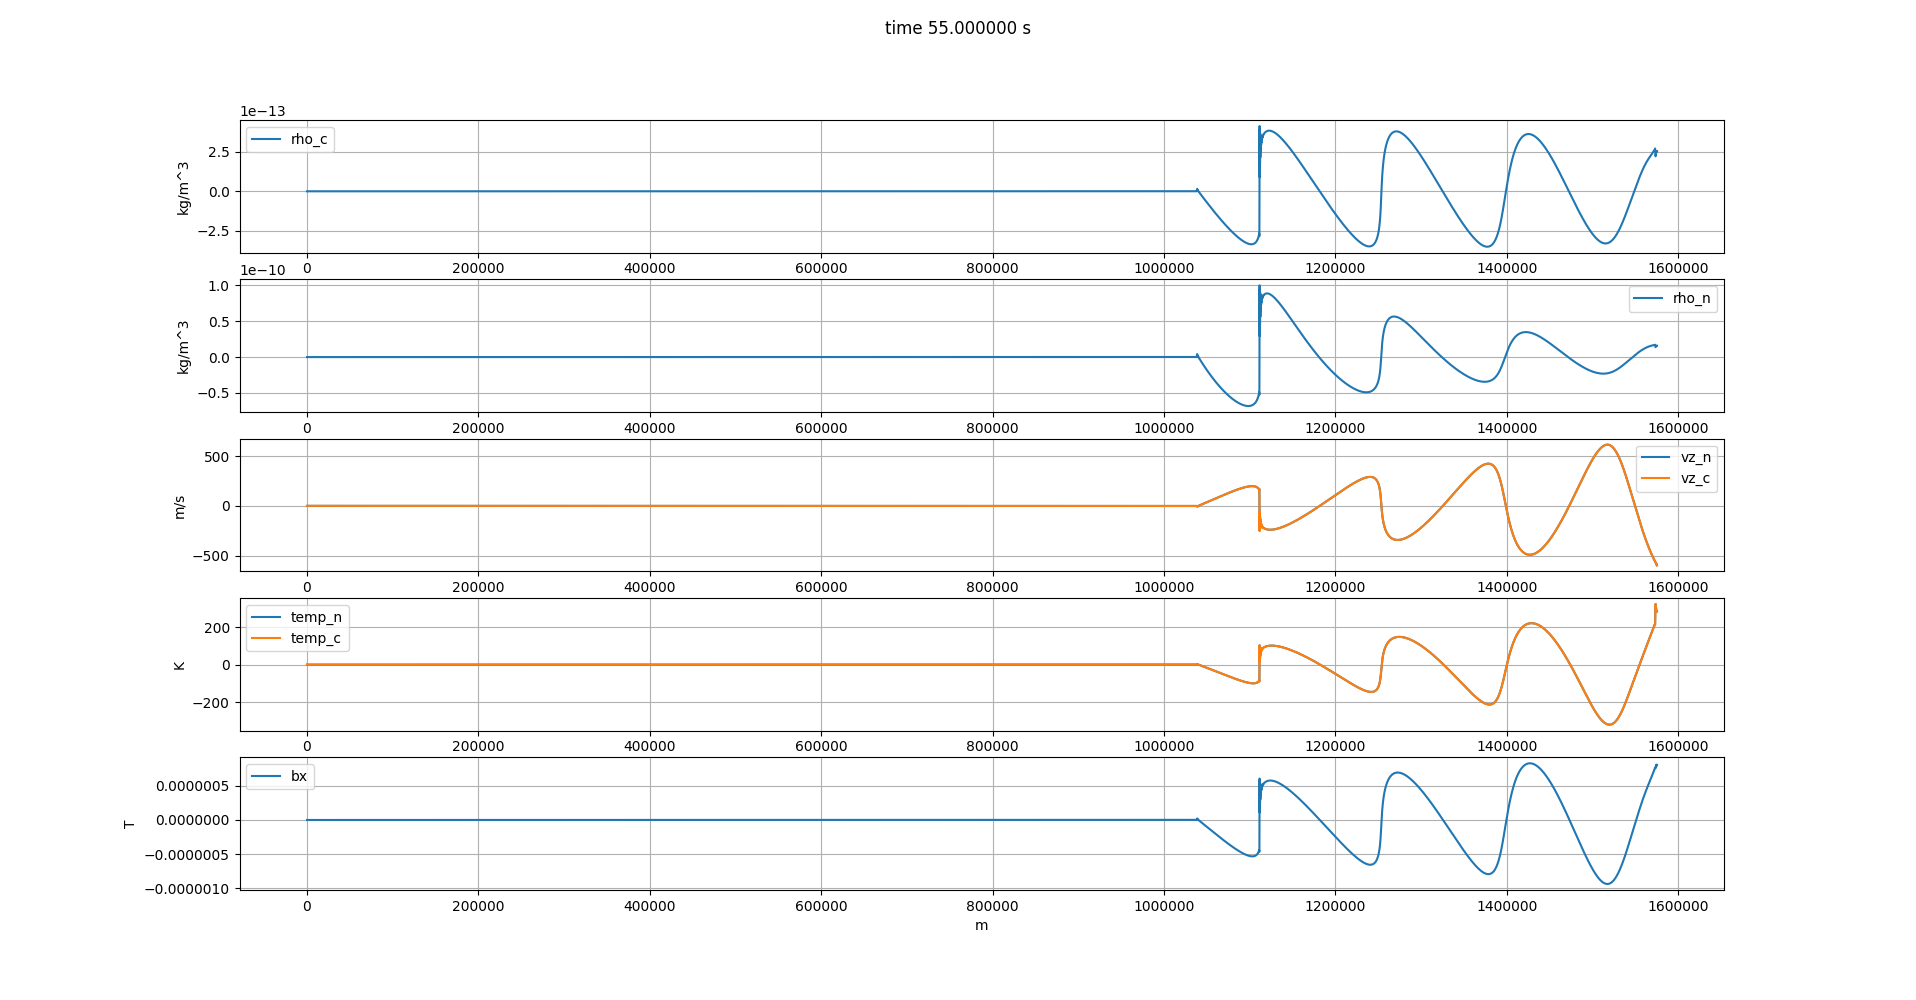 time 55.000000 s
1e−13
rho_c
kg/m^3
2.5
0.0
−2.5
0 200000 400000 600000 800000 1000000 1200000 1400000 1600000
1e−10
rho_n
kg/m^3
1.0
0.5
0.0
−0.5
0 200000 400000 600000 800000 1000000 1200000 1400000 1600000
vz_n
vz_c
m/s
500
0
−500
0 200000 400000 600000 800000 1000000 1200000 1400000 1600000
temp_n
temp_c
K
200
0
−200
0 200000 400000 600000 800000 1000000 1200000 1400000 1600000
bx
T
0.0000005
0.0000000
−0.0000005
−0.0000010
0 200000 400000 600000 800000 1000000 1200000 1400000 1600000
m